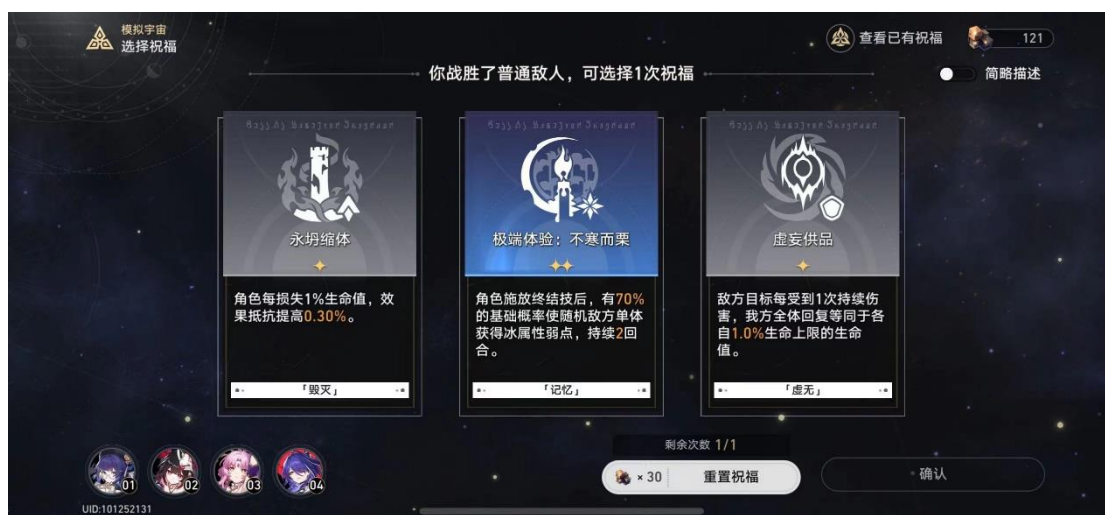 模拟宇宙
选择祝福
查看已有祝福
121
你战胜了普通敌人，可选择1次祝福
简略描述
永坍缩体
角色每损失1%生命值，效
果抵抗提高0.30%。
「毁灭」
极端体验：不寒而栗
角色施放终结技后，有70%
的基础概率使随机敌方单体
获得冰属性弱点，持续2回
合。
「记忆」
虚妄供品
敌方目标每受到1次持续伤
害，我方全体回复等同于各
自1.0%生命上限的生命
值。
「虚无」
01
02
03
04
剩余次数 1/1
× 30 重置祝福
确认
UID:101252131